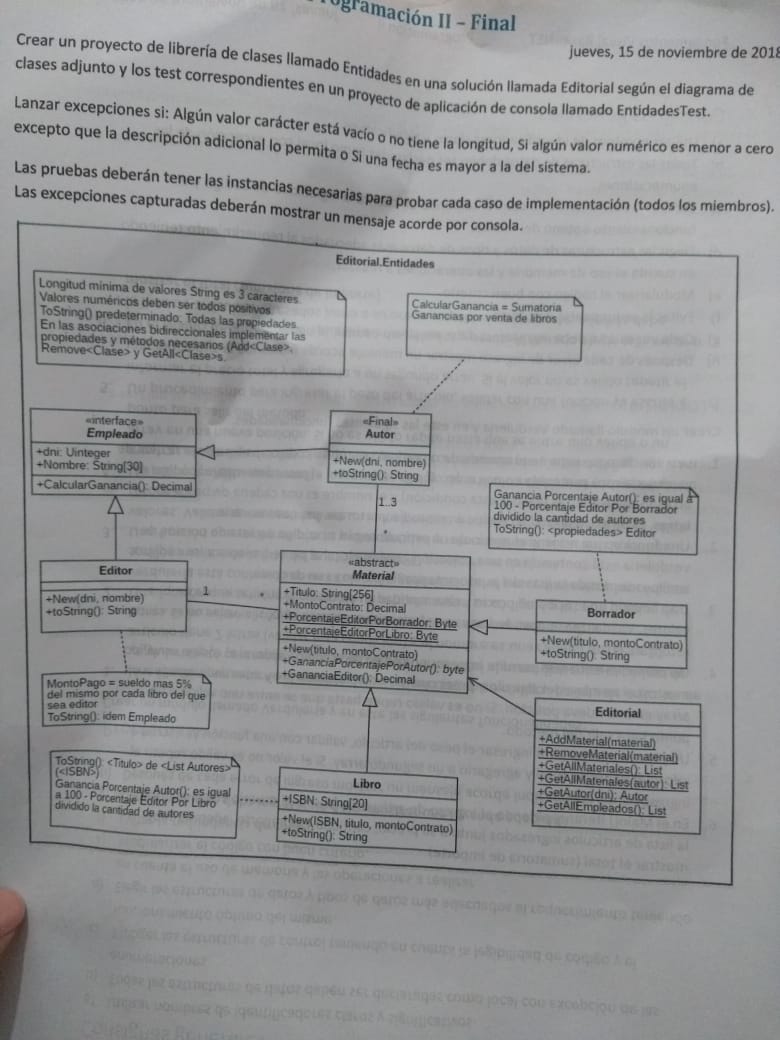 Programación II – Final
jueves, 15 de noviembre de 2018
Crear un proyecto de librería de clases llamado Entidades en una solución llamada Editorial según el diagrama de
clases adjunto y los test correspondientes en un proyecto de aplicación de consola llamado EntidadesTest.
Lanzar excepciones si: Algún valor carácter está vacío o no tiene la longitud, Si algún valor numérico es menor a cero
excepto que la descripción adicional lo permita o Si una fecha es mayor a la del sistema.
Las pruebas deberán tener las instancias necesarias para probar cada caso de implementación (todos los miembros).
Las excepciones capturadas deberán mostrar un mensaje acorde por consola.
Editorial.Entidades
Longitud mínima de valores String es 3 caracteres.
Valores numéricos deben ser todos positivos
ToString() predeterminado: Todas las propiedades.
En las asociaciones bidireccionales implementar las
propiedades y métodos necesarios (Add<Clase>,
Remove<Clase> y GetAll<Clase>s.
CalcularGanancia = Sumatoria
Ganancias por venta de libros
«interface»
Empleado
+dni: Uinteger
+Nombre: String[30]
+CalcularGanancia(): Decimal
«Final»
Autor
+New(dni, nombre)
+toString(): String
1..3
*
Ganancia Porcentaje Autor(): es igual a
100 - Porcentaje Editor Por Borrador
dividido la cantidad de autores
ToString(): <propiedades> Editor
Editor
+New(dni, nombre)
+toString(): String
1
*
«abstract»
Material
+Titulo: String[256]
+MontoContrato: Decimal
+PorcentajeEditorPorBorrador: Byte
+PorcentajeEditorPorLibro: Byte
+New(titulo, montoContrato)
+GananciaPorcentajePorAutor(): byte
+GananciaEditor(): Decimal
Borrador
+New(titulo, montoContrato)
+toString(): String
MontoPago = sueldo mas 5%
del mismo por cada libro del que
sea editor
ToString(): idem Empleado
Editorial
+AddMaterial(material)
+RemoveMaterial(material)
+GetAllMateriales(): List
+GetAllMateriales(autor): List
+GetAutor(dni): Autor
+GetAllEmpleados(): List
ToString(): <Titulo> de <List Autores>
(<ISBN>)
Ganancia Porcentaje Autor(): es igual
a 100 - Porcentaje Editor Por Libro
dividido la cantidad de autores
Libro
+ISBN: String[20]
+New(ISBN, titulo, montoContrato)
+toString(): String